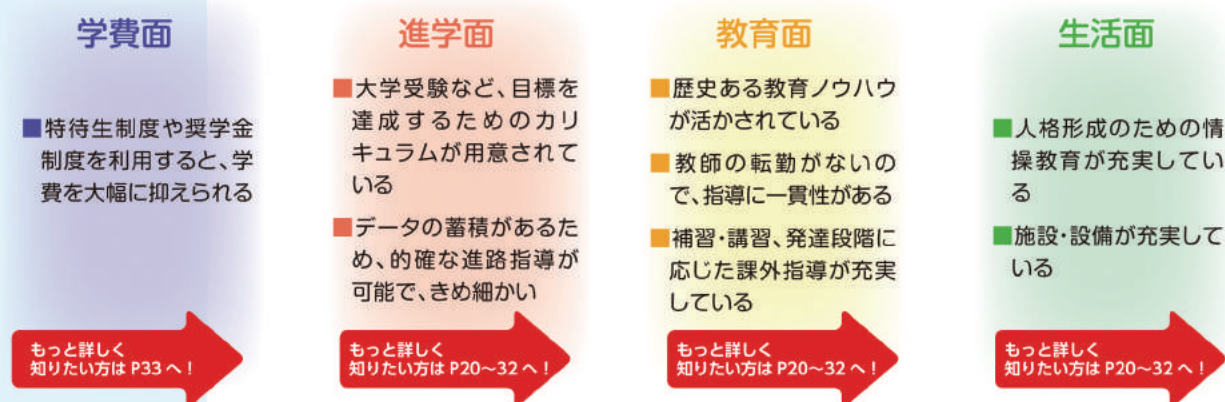 学費面
■特待生制度や奨学金
制度を利用すると、学
費を大幅に抑えられる
もっと詳しく
知りたい方は P33 へ！
進学面
■大学受験など、目標を
達成するためのカリ
キュラムが用意されて
いる
■データの蓄積があるた
め、的確な進路指導が
可能で、きめ細かい
もっと詳しく
知りたい方は P20〜32 へ！
教育面
■歴史ある教育ノウハウ
が活かされている
■教師の転勤がないの
で、指導に一貫性がある
■補習・講習、発達段階に
応じた課外指導が充実
している
もっと詳しく
知りたい方は P20〜32 へ！
生活面
■人格形成のための情
操教育が充実してい
る
■施設・設備が充実して
いる
もっと詳しく
知りたい方は P20〜32 へ！